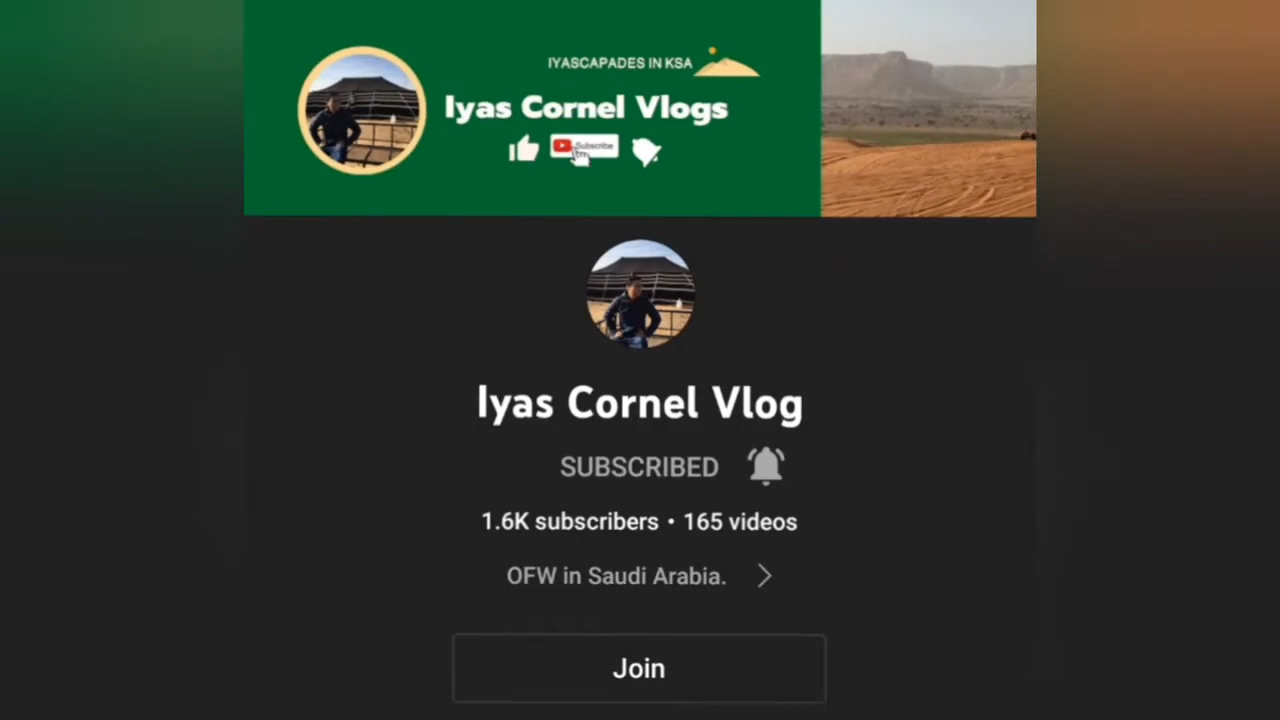 IYASCAPADES IN KSA
Iyas Cornel Vlogs
Subscribe
Iyas Cornel Vlog
SUBSCRIBED
1.6K subscribers • 165 videos
OFW in Saudi Arabia.
Join